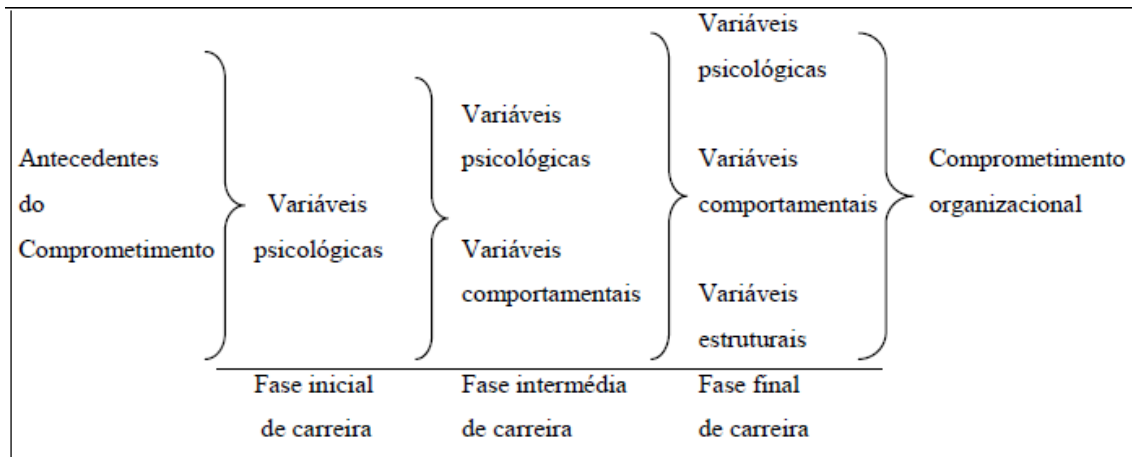 Antecedentes
do
Comprometimento
Variáveis
psicológicas
Variáveis
psicológicas
Variáveis
comportamentais
Variáveis
psicológicas
Variáveis
comportamentais
Variáveis
estruturais
Comprometimento
organizacional
Fase inicial
de carreira
Fase intermédia
de carreira
Fase final
de carreira